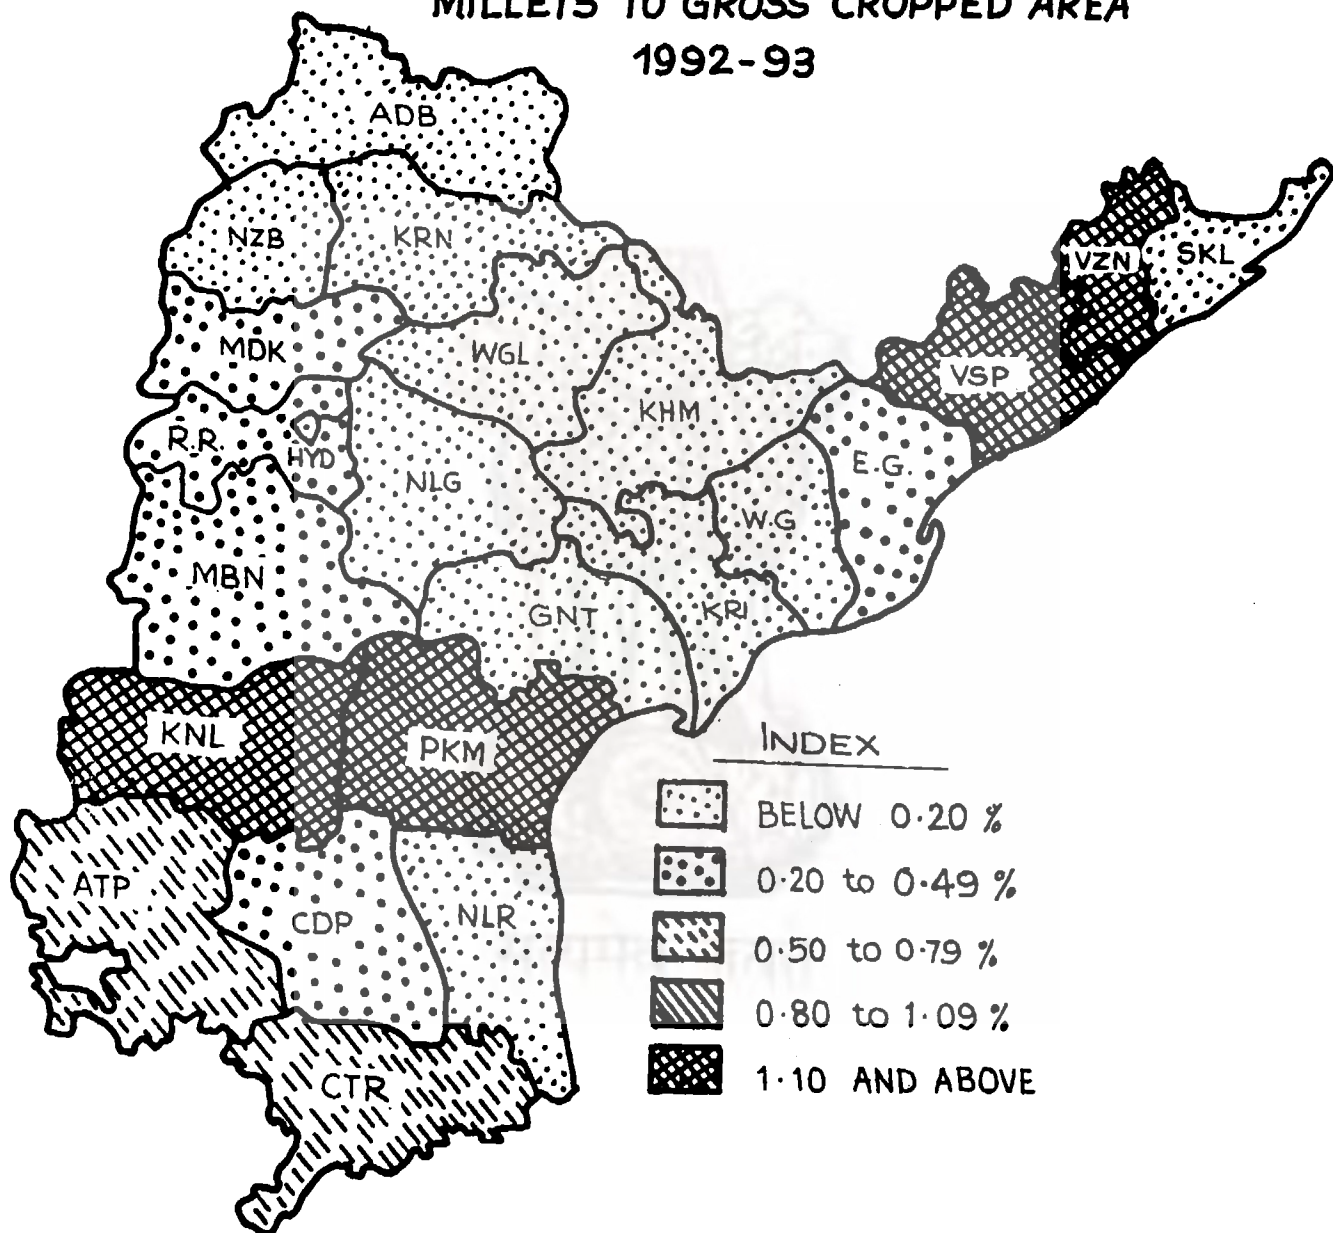 MILLETS TO GROSS CROPPED AREA
1992-93
ADB
NZB
KRN
MDK
WGL
R.R.
HYD
NLG
KHM
VSP
VZN
SKL
E.G.
W.G
MBN
GNT
KRI
KNL
PKM
ATP
CDP
NLR
CTR
INDEX
BELOW 0.20 %
0.20 to 0.49 %
0.50 to 0.79 %
0.80 to 1.09 %
1.10 AND ABOVE